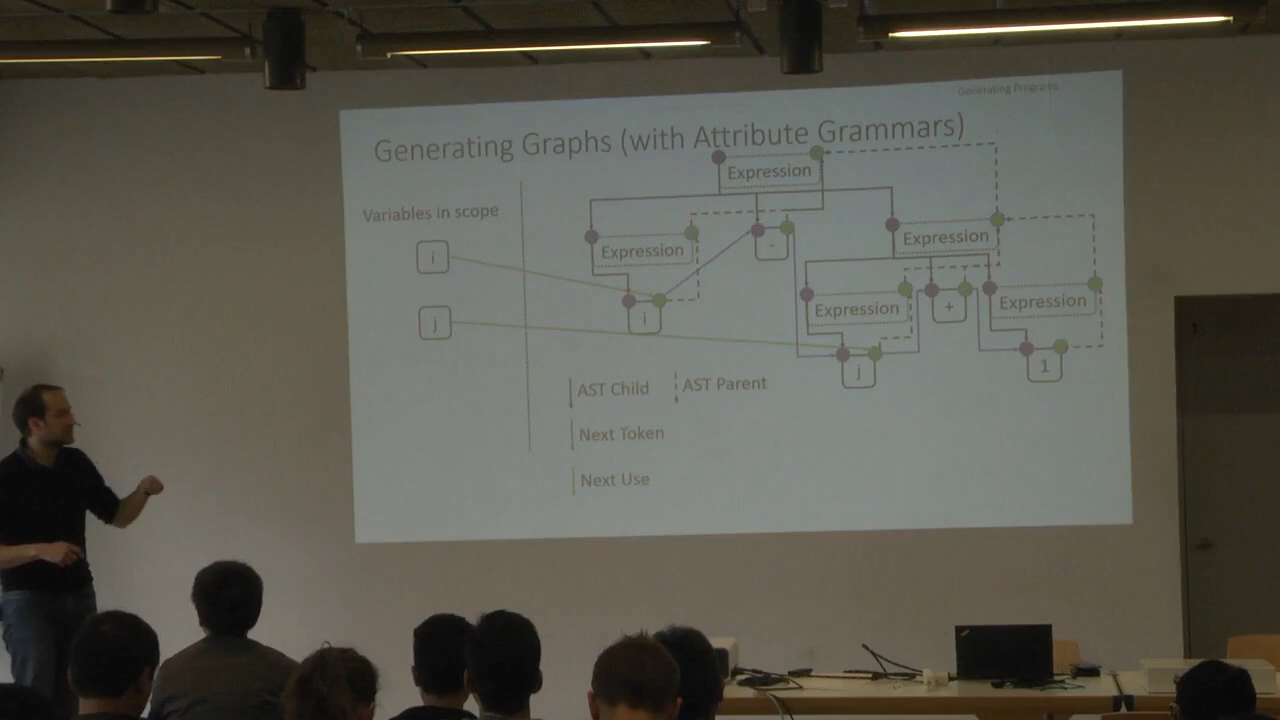 Generating Programs
Generating Graphs (with Attribute Grammars)
Expression
Variables in scope
i
j
Expression
-
Expression
i
Expression
+
Expression
j
1
AST Child
AST Parent
Next Token
Next Use